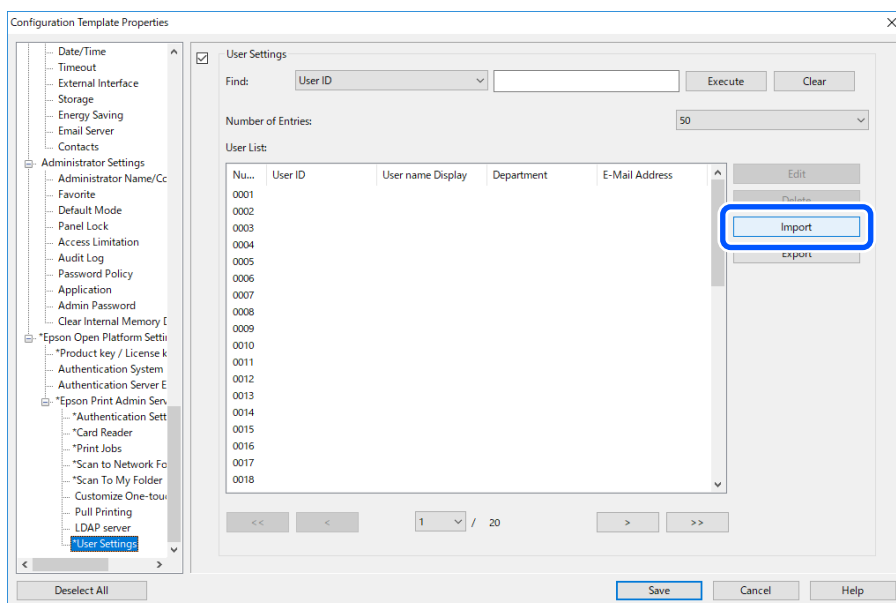 Configuration Template Properties
Date/Time
Timeout
External Interface
Storage
Energy Saving
Email Server
Contacts
Administrator Settings
Administrator Name/Cc
Favorite
Default Mode
Panel Lock
Access Limitation
Audit Log
Password Policy
Application
Admin Password
Clear Internal Memory D
*Epson Open Platform Settin
*Product key / License k
Authentication System
Authentication Server E
*Epson Print Admin Serv
*Authentication Sett
*Card Reader
*Print Jobs
*Scan to Network Fo
*Scan To My Folder
Customize One-tou
Pull Printing
LDAP server
*User Settings
Deselect All
User Settings
Find: User ID Execute Clear
Number of Entries: 50
User List:
Nu... User ID User name Display Department E-Mail Address
0001
0002
0003
0004
0005
0006
0007
0008
0009
0010
0011
0012
0013
0014
0015
0016
0017
0018
Edit
Delete
Import
Export
<< < 1 / 20 > >>
Save Cancel Help